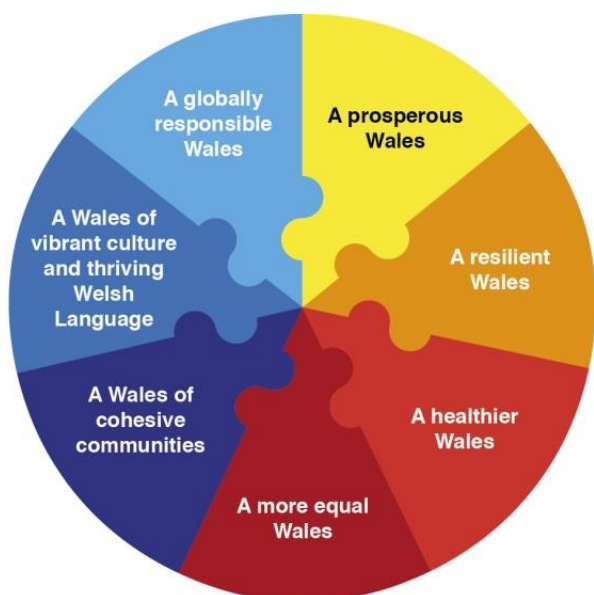 A prosperous
Wales
A resilient
Wales
A healthier
Wales
A more equal
Wales
A Wales of
cohesive
communities
A Wales of
vibrant culture
and thriving
Welsh
Language
A globally
responsible
Wales